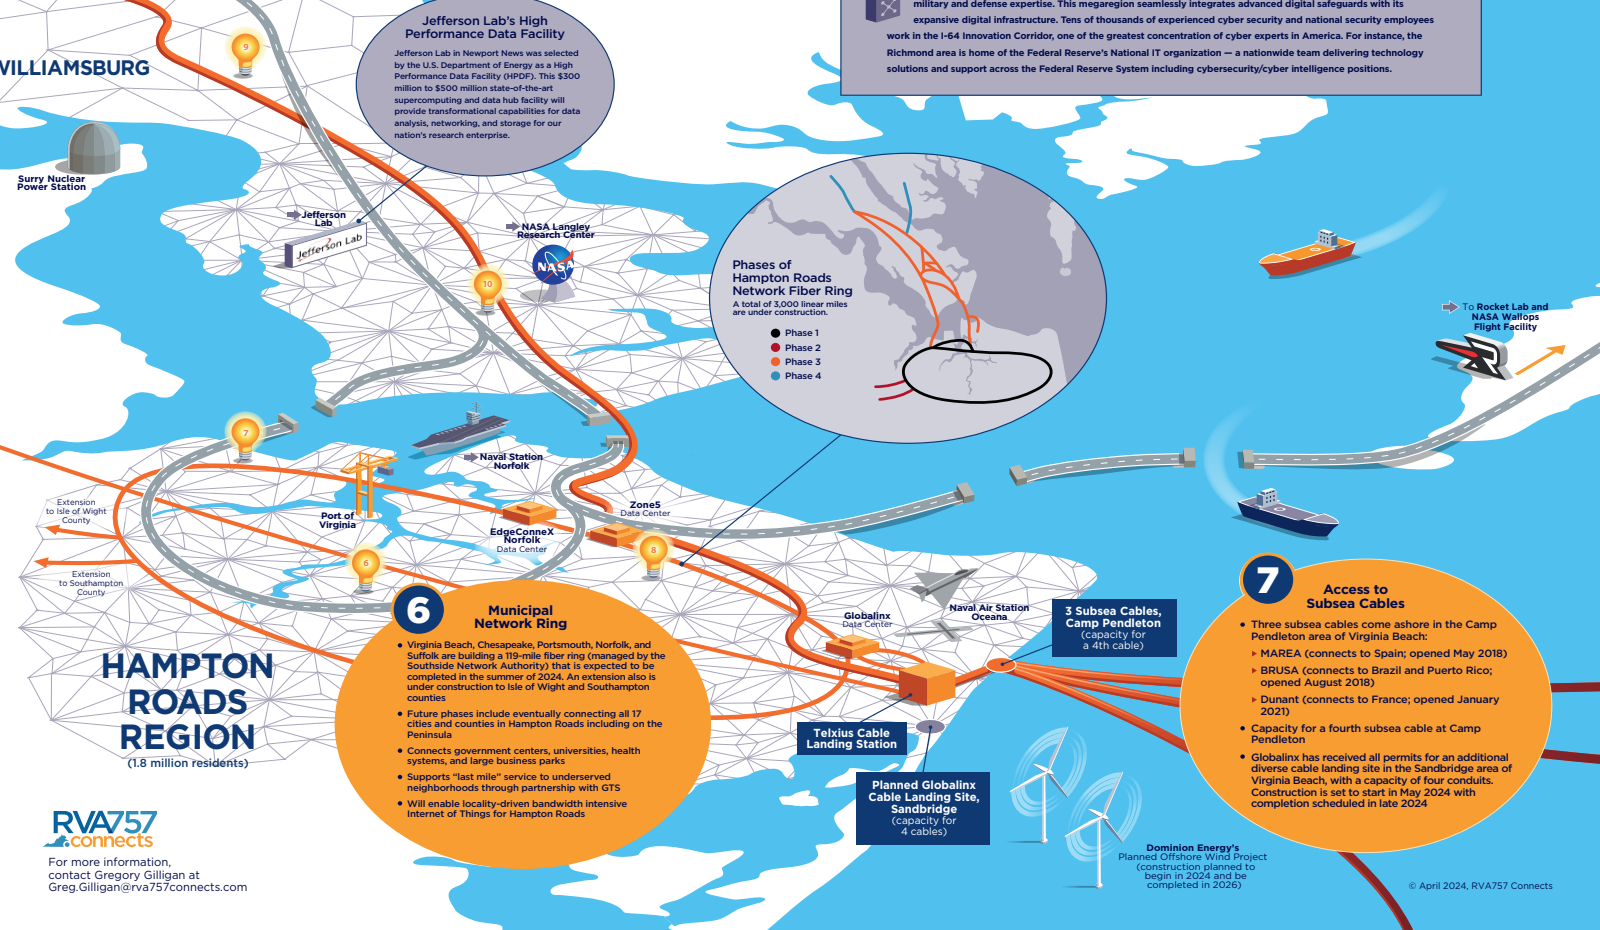 military and defense expertise. This megaregion seamlessly integrates advanced digital safeguards with its
expansive digital infrastructure. Tens of thousands of experienced cyber security and national security employees
work in the I-64 Innovation Corridor, one of the greatest concentration of cyber experts in America. For instance, the
Richmond area is home of the Federal Reserve's National IT organization — a nationwide team delivering technology
solutions and support across the Federal Reserve System including cybersecurity/cyber intelligence positions.
Jefferson Lab's High
Performance Data Facility
Jefferson Lab in Newport News was selected
by the U.S. Department of Energy as a High
Performance Data Facility (HPDF). This $300
million to $500 million state-of-the-art
supercomputing and data hub facility will
provide transformational capabilities for data
analysis, networking, and storage for our
nation's research enterprise.
9
WILLIAMSBURG
Surry Nuclear
Power Station
Jefferson
Lab
Jefferson Lab
NASA Langley
Research Center
NASA
10
Phases of
Hampton Roads
Network Fiber Ring
A total of 3,000 linear miles
are under construction.
Phase 1
Phase 2
Phase 3
Phase 4
To Rocket Lab and
NASA Wallops
Flight Facility
7
Naval Station
Norfolk
Extension
to Isle of Wight
County
Port of
Virginia
Zone5
Data Center
EdgeConneX
Norfolk
Data Center
8
6
Extension
to Southampton
County
HAMPTON
ROADS
REGION
(1.8 million residents)
6
Municipal
Network Ring
• Virginia Beach, Chesapeake, Portsmouth, Norfolk, and
Suffolk are building a 119-mile fiber ring (managed by the
Southside Network Authority) that is expected to be
completed in the summer of 2024. An extension also is
under construction to Isle of Wight and Southampton
counties
• Future phases include eventually connecting all 17
cities and counties in Hampton Roads including on the
Peninsula
• Connects government centers, universities, health
systems, and large business parks
• Supports “last mile” service to underserved
neighborhoods through partnership with GTS
• Will enable locality-driven bandwidth intensive
Internet of Things for Hampton Roads
Globalinx
Data Center
Naval Air Station
Oceana
3 Subsea Cables,
Camp Pendleton
(capacity for
a 4th cable)
Telxius Cable
Landing Station
Planned Globalinx
Cable Landing Site,
Sandbridge
(capacity for
4 cables)
7
Access to
Subsea Cables
• Three subsea cables come ashore in the Camp
Pendleton area of Virginia Beach:
MAREA (connects to Spain; opened May 2018)
BRUSA (connects to Brazil and Puerto Rico;
opened August 2018)
Dunant (connects to France; opened January
2021)
• Capacity for a fourth subsea cable at Camp
Pendleton
• Globalinx has received all permits for an additional
diverse cable landing site in the Sandbridge area of
Virginia Beach, with a capacity of four conduits.
Construction is set to start in May 2024 with
completion scheduled in late 2024
Dominion Energy's
Planned Offshore Wind Project
(construction planned to
begin in 2024 and be
completed in 2026)
RVA757
connects
For more information,
contact Gregory Gilligan at
Greg.Gilligan@rva757connects.com
© April 2024, RVA757 Connects